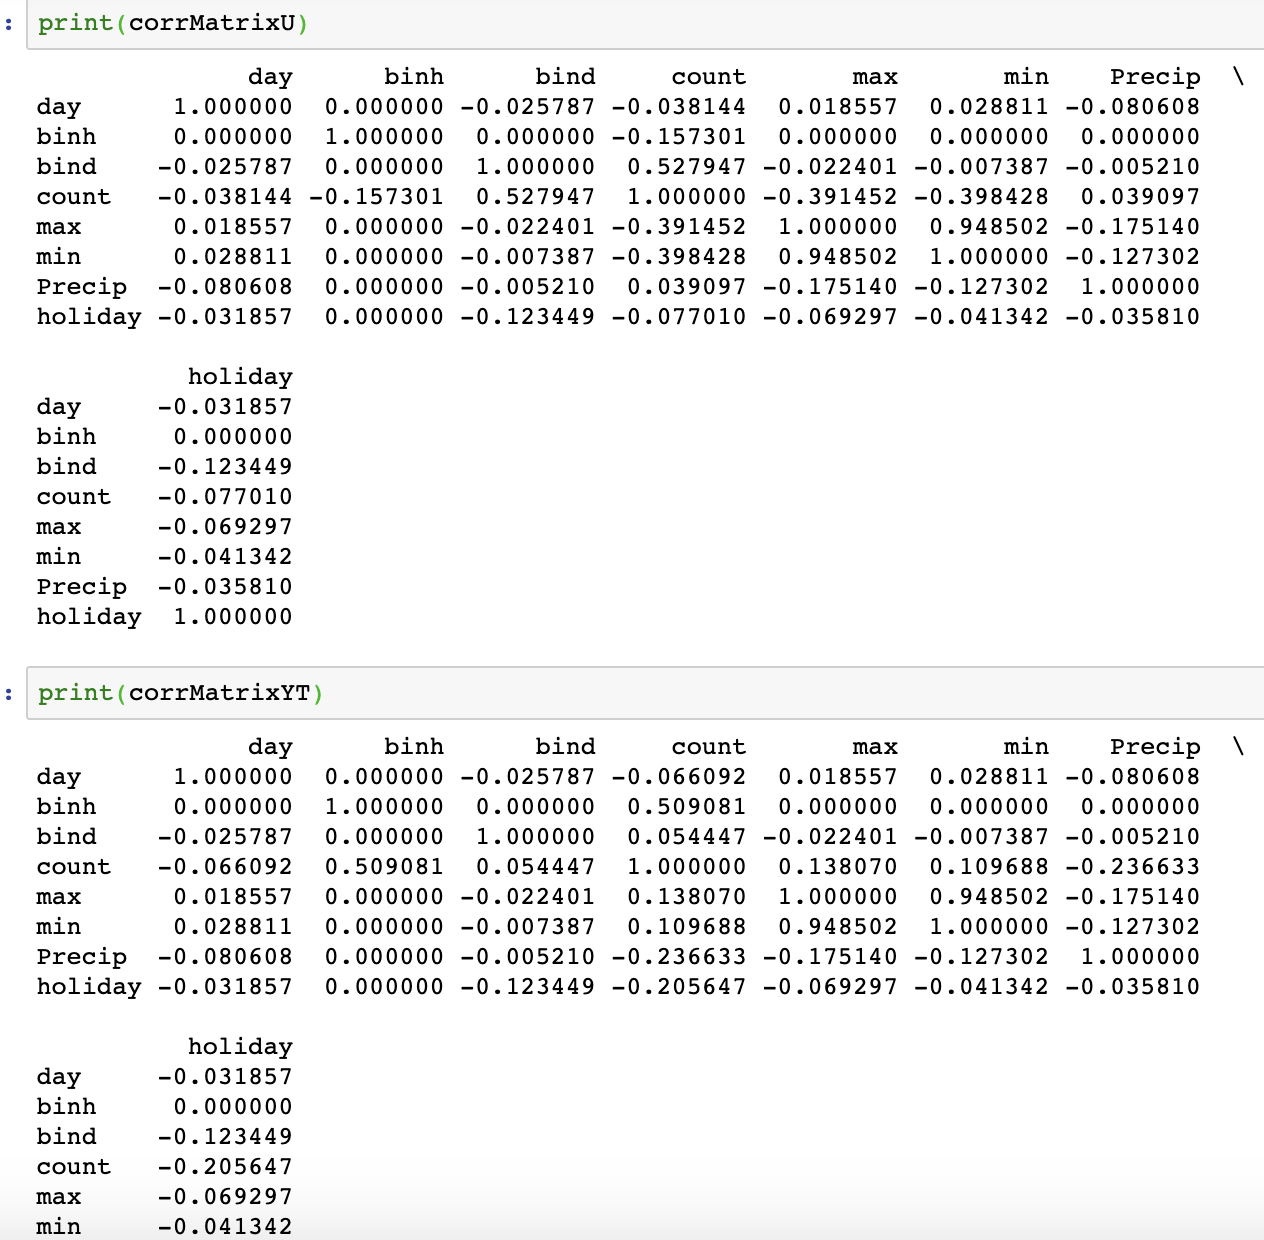 : print(corrMatrixU)
day binh bind count max min Precip \
day 1.000000 0.000000 -0.025787 -0.038144 0.018557 0.028811 -0.080608
binh 0.000000 1.000000 0.000000 -0.157301 0.000000 0.000000 0.000000
bind -0.025787 0.000000 1.000000 0.527947 -0.022401 -0.007387 -0.005210
count -0.038144 -0.157301 0.527947 1.000000 -0.391452 -0.398428 0.039097
max 0.018557 0.000000 -0.022401 -0.391452 1.000000 0.948502 -0.175140
min 0.028811 0.000000 -0.007387 -0.398428 0.948502 1.000000 -0.127302
Precip -0.080608 0.000000 -0.005210 0.039097 -0.175140 -0.127302 1.000000
holiday -0.031857 0.000000 -0.123449 -0.077010 -0.069297 -0.041342 -0.035810
holiday
day -0.031857
binh 0.000000
bind -0.123449
count -0.077010
max -0.069297
min -0.041342
Precip -0.035810
holiday 1.000000
: print(corrMatrixYT)
day binh bind count max min Precip \
day 1.000000 0.000000 -0.025787 -0.066092 0.018557 0.028811 -0.080608
binh 0.000000 1.000000 0.000000 0.509081 0.000000 0.000000 0.000000
bind -0.025787 0.000000 1.000000 0.054447 -0.022401 -0.007387 -0.005210
count -0.066092 0.509081 0.054447 1.000000 0.138070 0.109688 -0.236633
max 0.018557 0.000000 -0.022401 0.138070 1.000000 0.948502 -0.175140
min 0.028811 0.000000 -0.007387 0.109688 0.948502 1.000000 -0.127302
Precip -0.080608 0.000000 -0.005210 -0.236633 -0.175140 -0.127302 1.000000
holiday -0.031857 0.000000 -0.123449 -0.205647 -0.069297 -0.041342 -0.035810
holiday
day -0.031857
binh 0.000000
bind -0.123449
count -0.205647
max -0.069297
min -0.041342